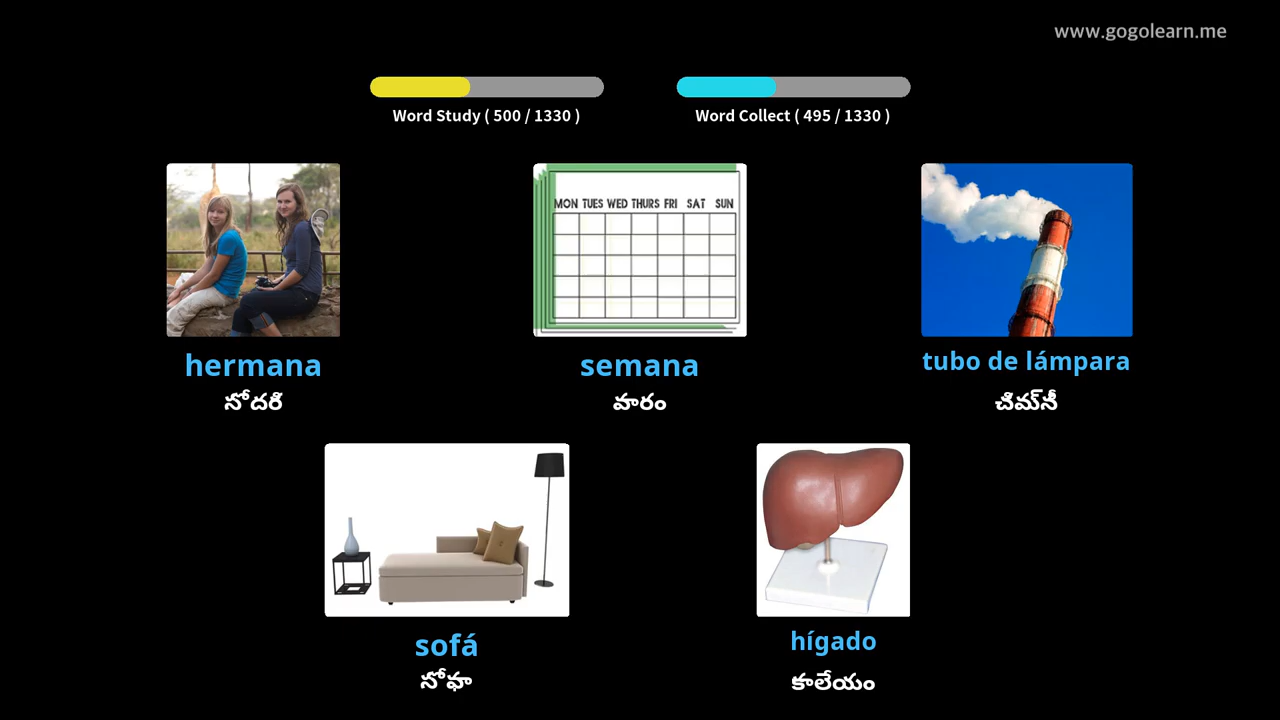 www.gogolearn.me
Word Study ( 500 / 1330 )
Word Collect ( 495 / 1330 )
MON TUES WED THURS FRI SAT SUN
hermana
సోదరి
semana
వారం
tubo de lámpara
చిమ్నీ
sofá
సోఫా
hígado
కాలేయం